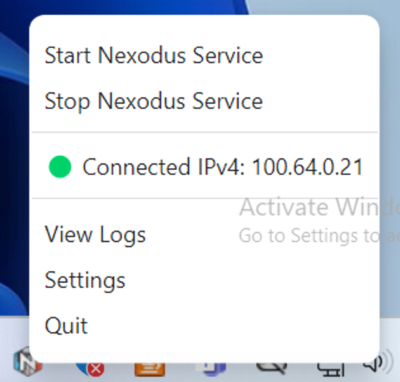 Start Nexodus Service
Stop Nexodus Service
Connected IPv4: 100.64.0.21
Activate Wind
View Logs
Go to Settings to a
Settings
Quit